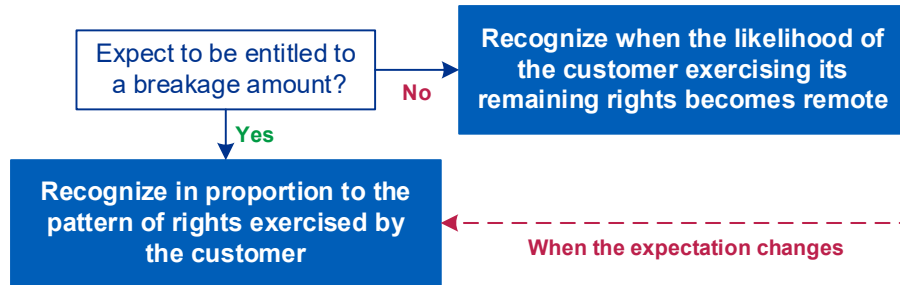 Expect to be entitled to
a breakage amount?
No
Recognize when the likelihood of
the customer exercising its
remaining rights becomes remote
Yes
Recognize in proportion to the
pattern of rights exercised by
the customer
When the expectation changes